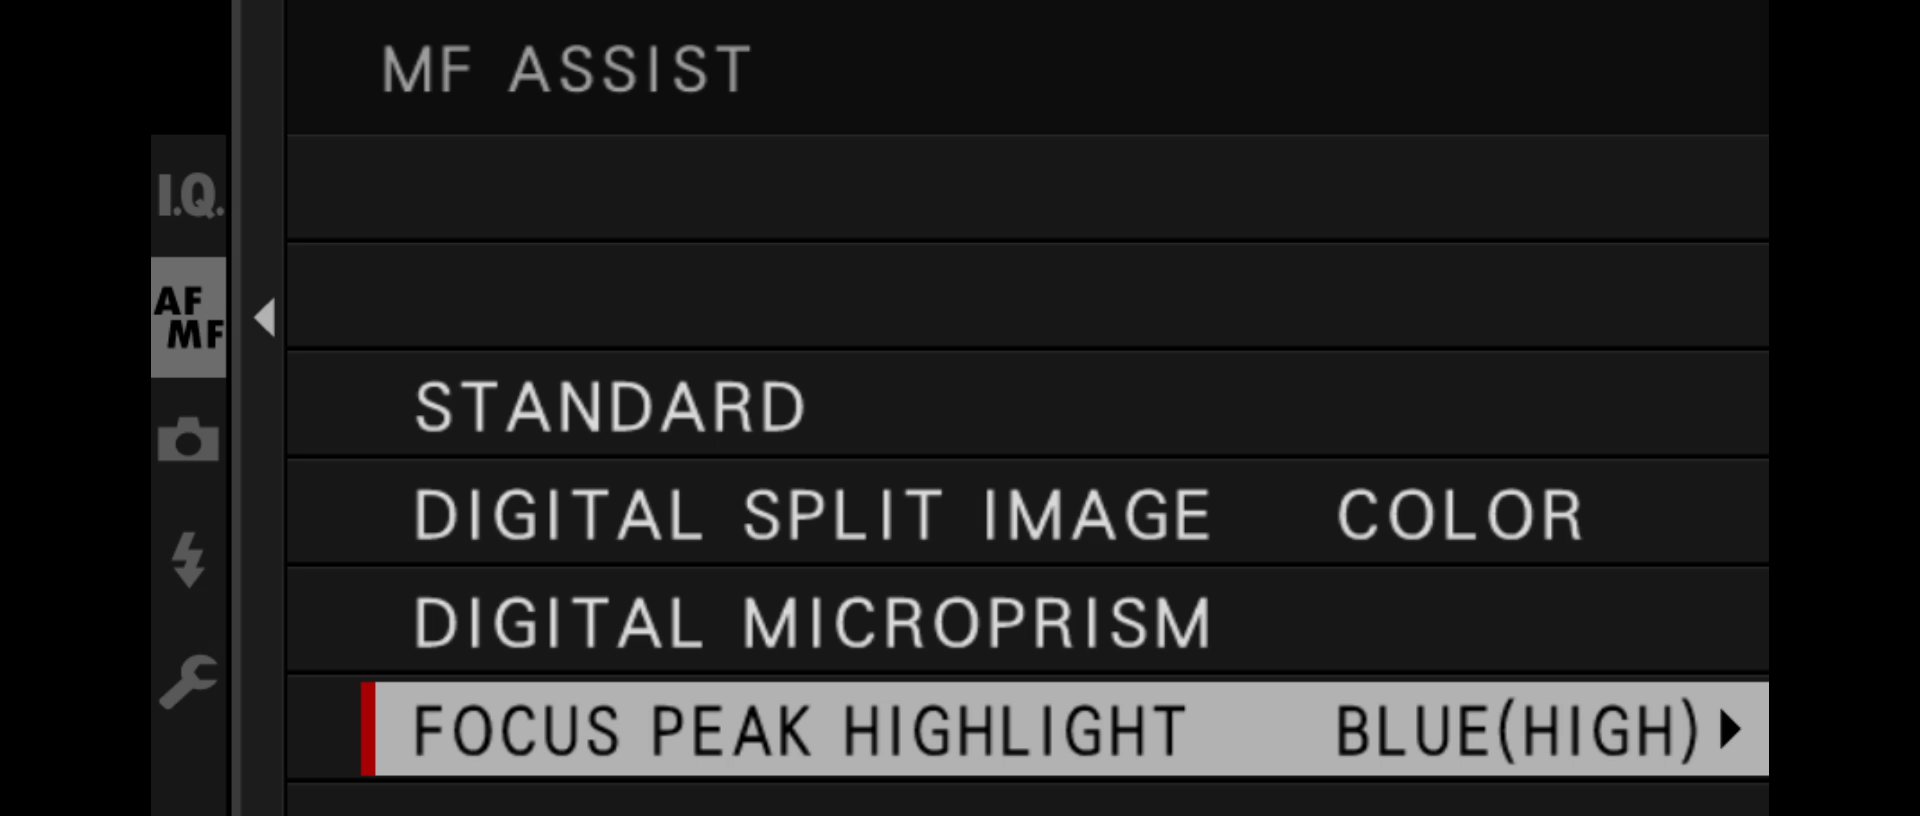 MF ASSIST
I.Q.
AF
MF
STANDARD
DIGITAL SPLIT IMAGE COLOR
DIGITAL MICROPRISM
FOCUS PEAK HIGHLIGHT BLUE(HIGH)